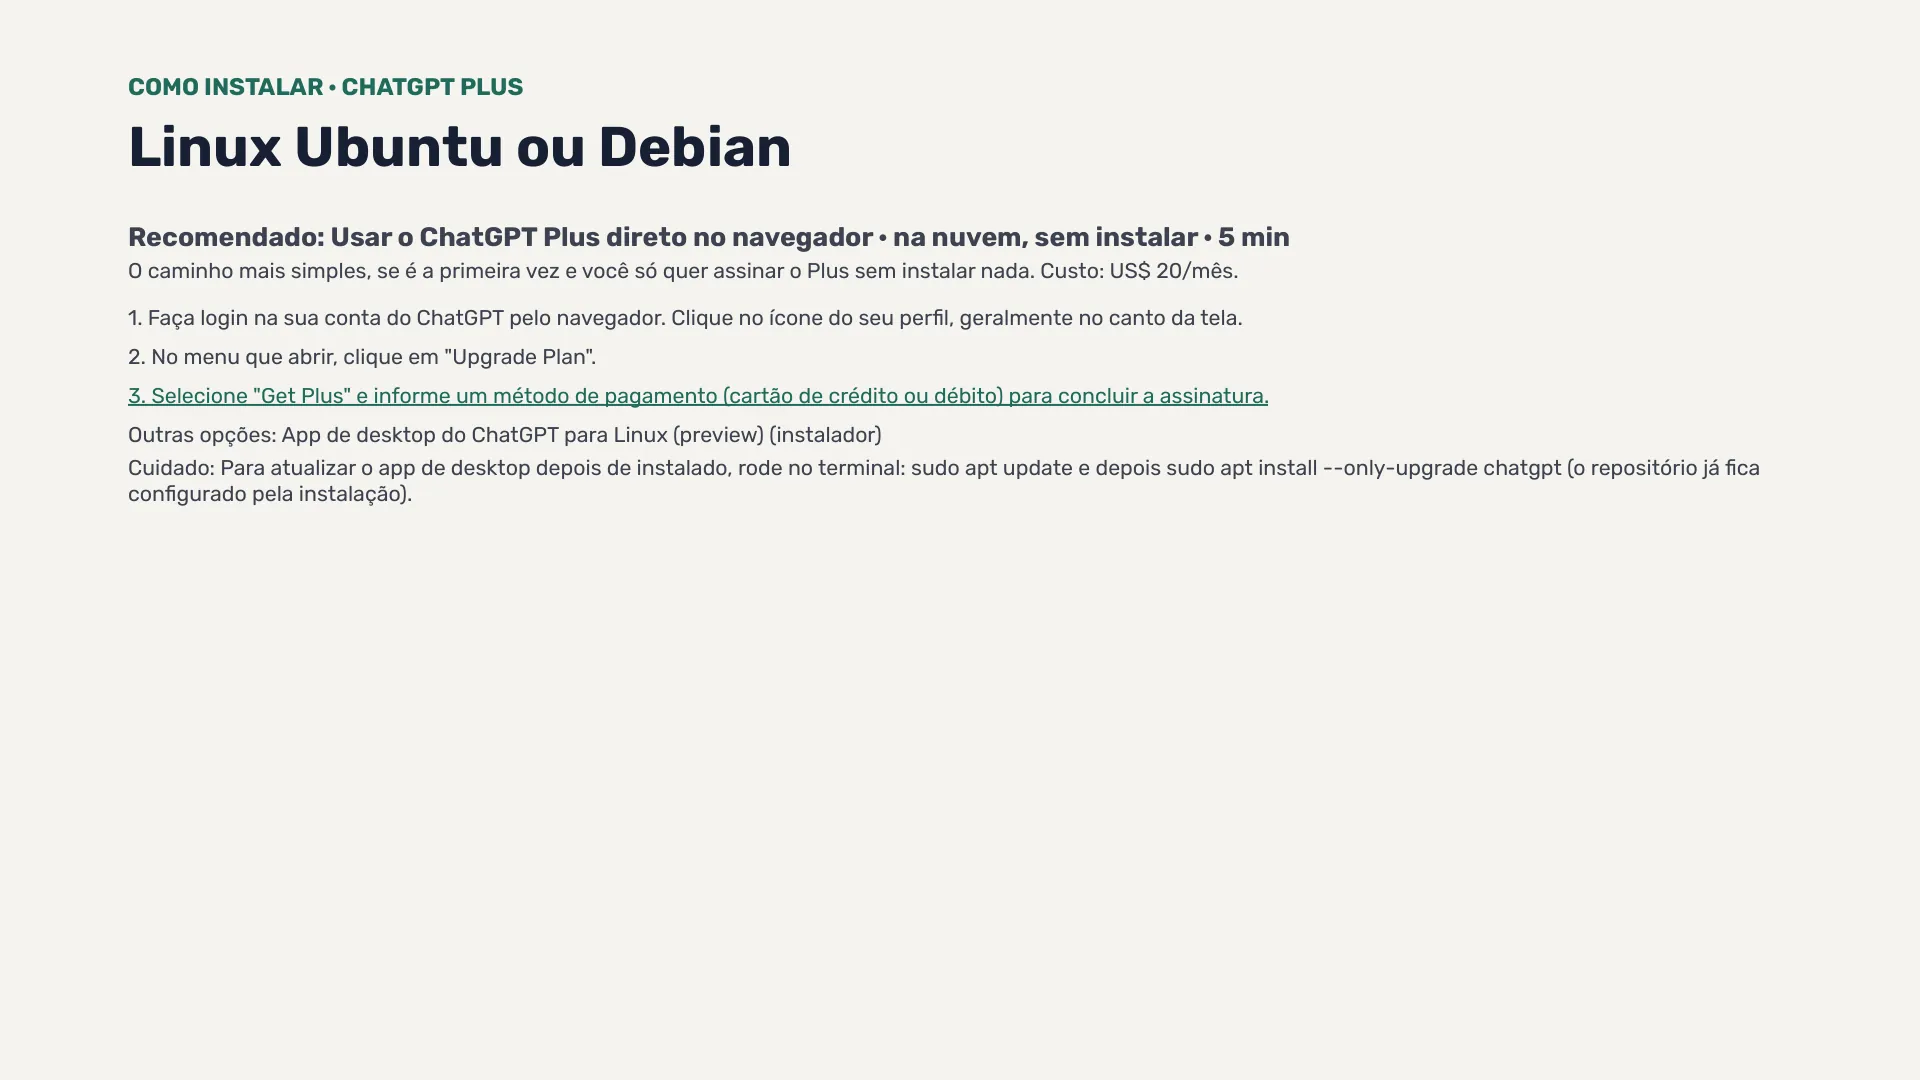 COMO INSTALAR • CHATGPT PLUS
Linux Ubuntu ou Debian
Recomendado: Usar o ChatGPT Plus direto no navegador • na nuvem, sem instalar • 5 min
O caminho mais simples, se é a primeira vez e você só quer assinar o Plus sem instalar nada. Custo: US$ 20/mês.
1. Faça login na sua conta do ChatGPT pelo navegador. Clique no ícone do seu perfil, geralmente no canto da tela.
2. No menu que abrir, clique em "Upgrade Plan".
3. Selecione "Get Plus" e informe um método de pagamento (cartão de crédito ou débito) para concluir a assinatura.
Outras opções: App de desktop do ChatGPT para Linux (preview) (instalador)
Cuidado: Para atualizar o app de desktop depois de instalado, rode no terminal: sudo apt update e depois sudo apt install --only-upgrade chatgpt (o repositório já fica
configurado pela instalação).